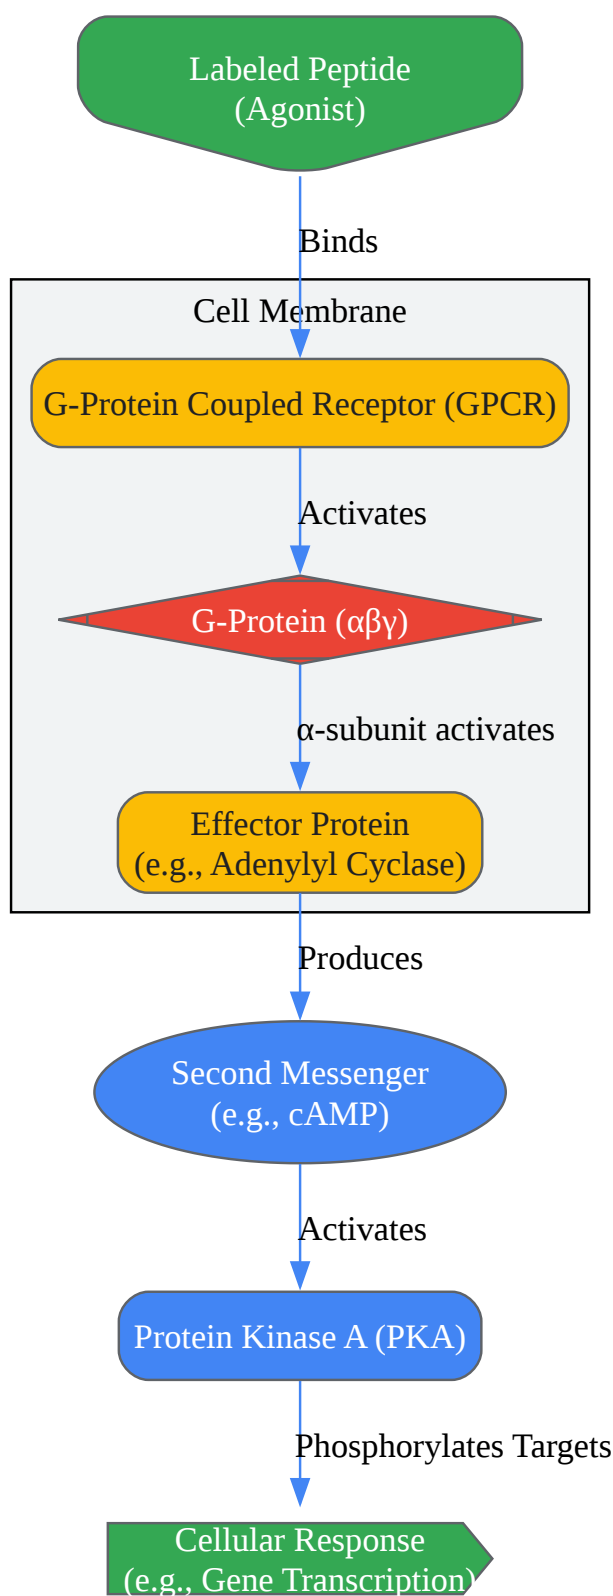 Labeled Peptide
(Agonist)
Binds
Cell Membrane
G-Protein Coupled Receptor (GPCR)
Activates
G-Protein (αβγ)
α-subunit activates
Effector Protein
(e.g., Adenylyl Cyclase)
Produces
Second Messenger
(e.g., cAMP)
Activates
Protein Kinase A (PKA)
Phosphorylates Targets
Cellular Response
(e.g., Gene Transcription)